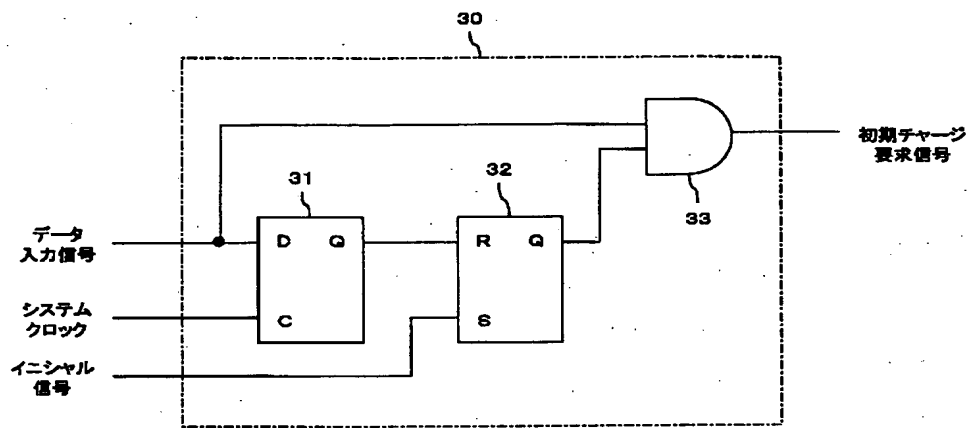 30
初期チャージ
要求信号
33
31
32
データ
入力信号
D Q
R Q
システム
クロック
C
S
イニシャル
信号